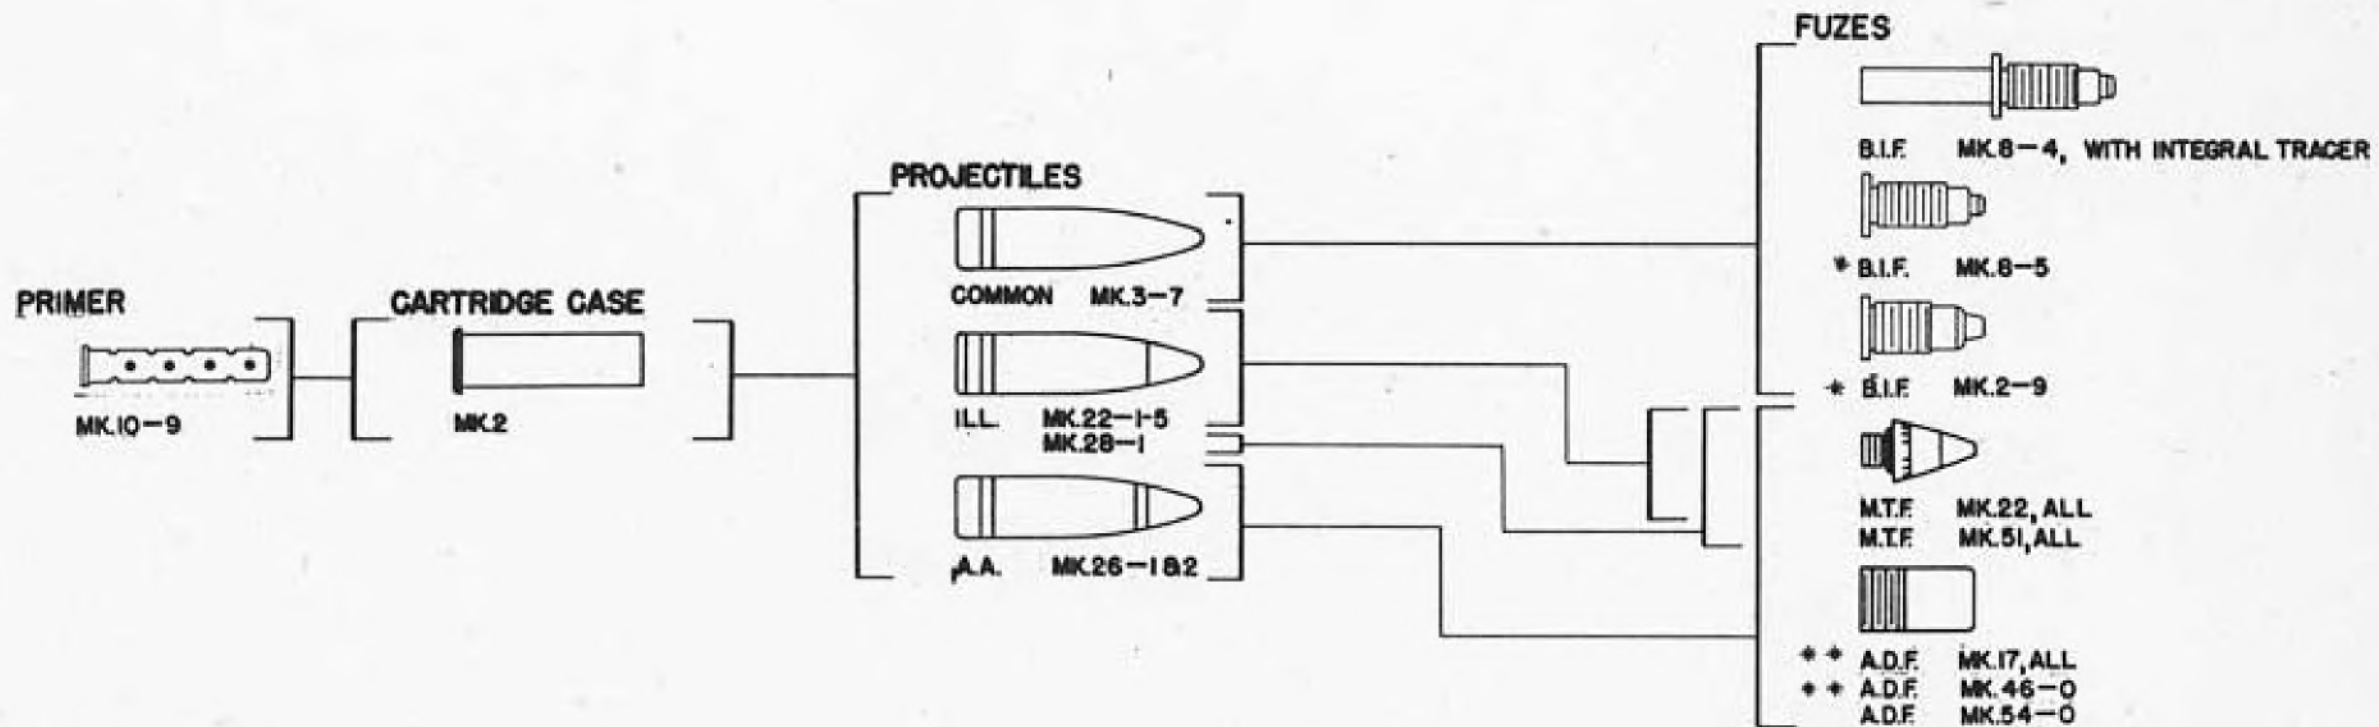 PRIMER
MK.10-9
CARTRIDGE CASE
MK.2
PROJECTILES
COMMON MK.3-7
ILL. MK.22-1-5
MK.28-1
A.A. MK.26-1&2
FUZES
B.I.F. MK.8-4, WITH INTEGRAL TRACER
* B.I.F. MK.8-5
* B.I.F. MK.2-9
M.T.F. MK.22, ALL
M.T.F. MK.51, ALL
** A.D.F. MK.17, ALL
** A.D.F. MK.46-0
A.D.F. MK.54-0